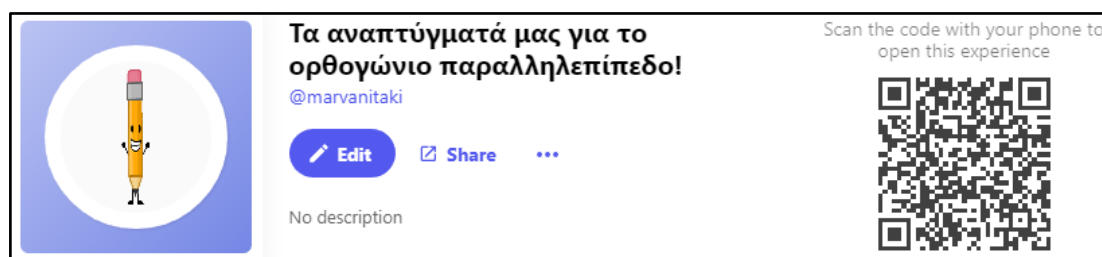 Τα αναπτύγματά μας για το
ορθογώνιο παραλληλεπίπεδο!
@marvanitaki
Edit
Share
No description
Scan the code with your phone to
open this experience